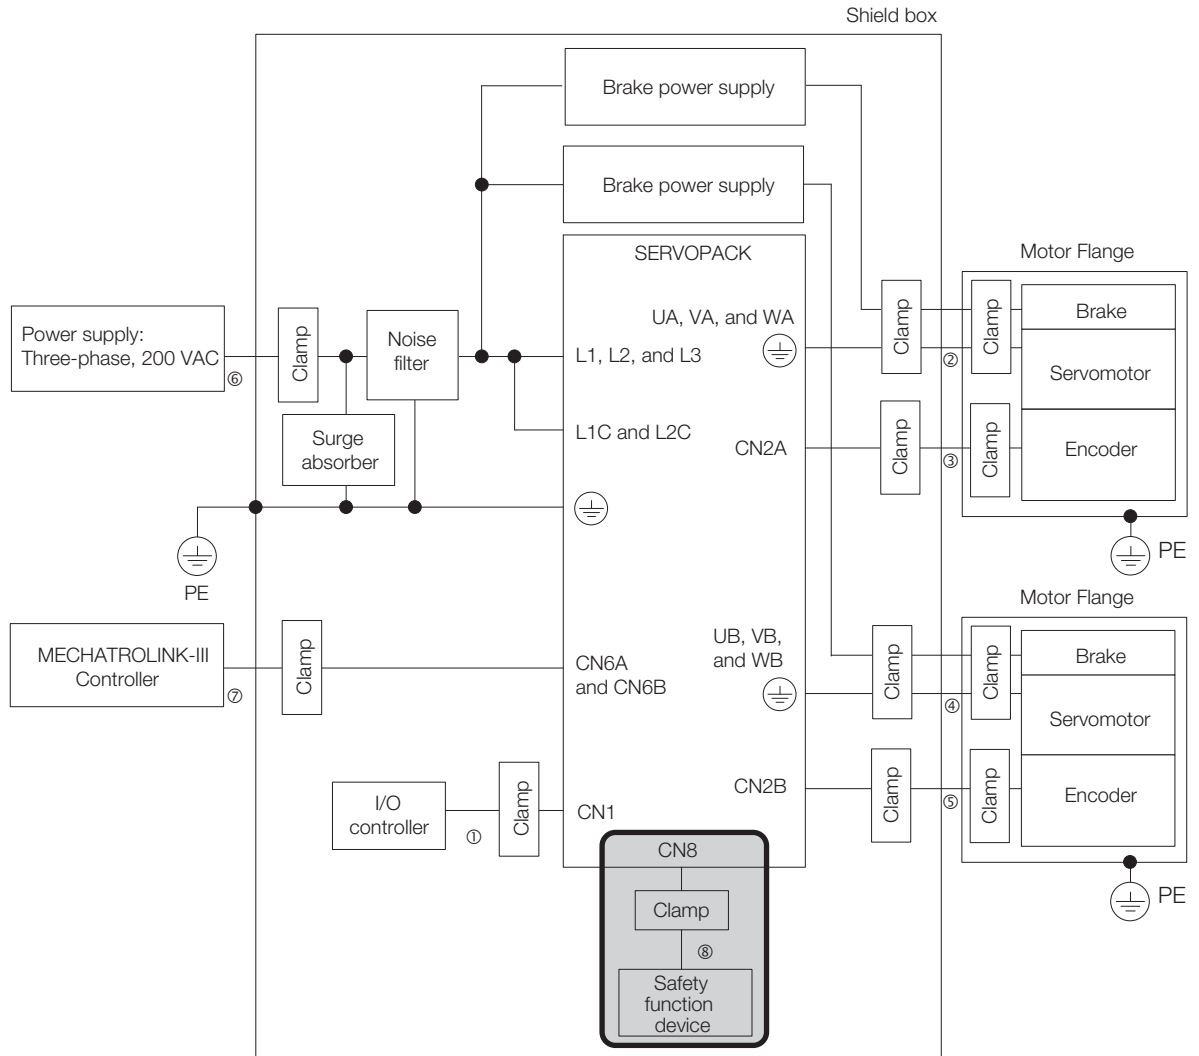 Shield box
Brake power supply
Brake power supply
SERVOPACK
Motor Flange
Power supply:
Three-phase, 200 VAC
⑥
Clamp
Noise
filter
Surge
absorber
L1, L2, and L3
L1C and L2C
UA, VA, and WA
CN2A
Clamp
②
Clamp
Brake
Servomotor
Clamp
③
Clamp
Encoder
PE
PE
Motor Flange
MECHATROLINK-III
Controller
⑦
Clamp
CN6A
and CN6B
UB, VB,
and WB
Clamp
④
Clamp
Brake
Servomotor
CN2B
Clamp
⑤
Clamp
Encoder
PE
I/O
controller
①
Clamp
CN1
CN8
Clamp
⑧
Safety
function
device